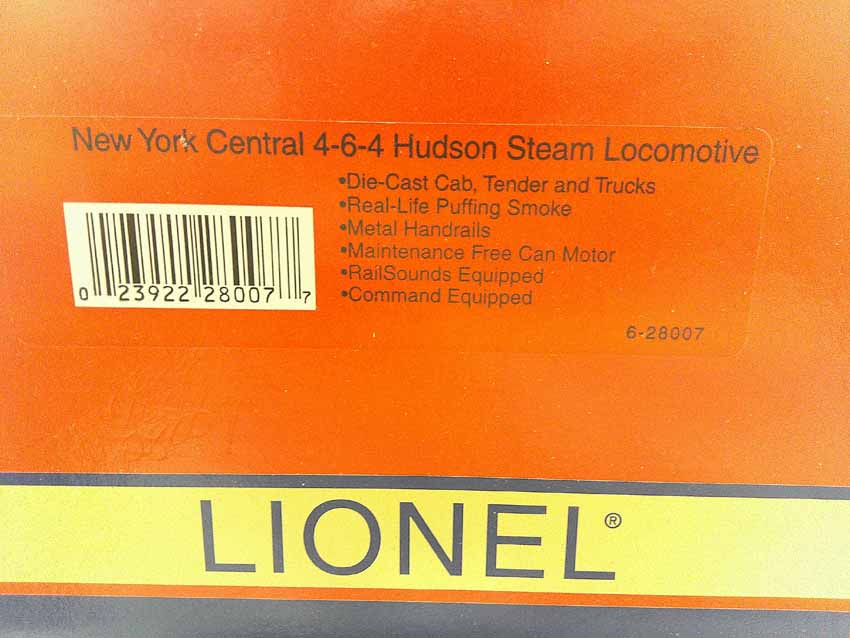 New York Central 4-6-4 Hudson Steam Locomotive
•Die-Cast Cab, Tender and Trucks
•Real-Life Puffing Smoke
•Metal Handrails
•Maintenance Free Can Motor
•RailSounds Equipped
•Command Equipped
0 23922 28007 7
6-28007
LIONEL®